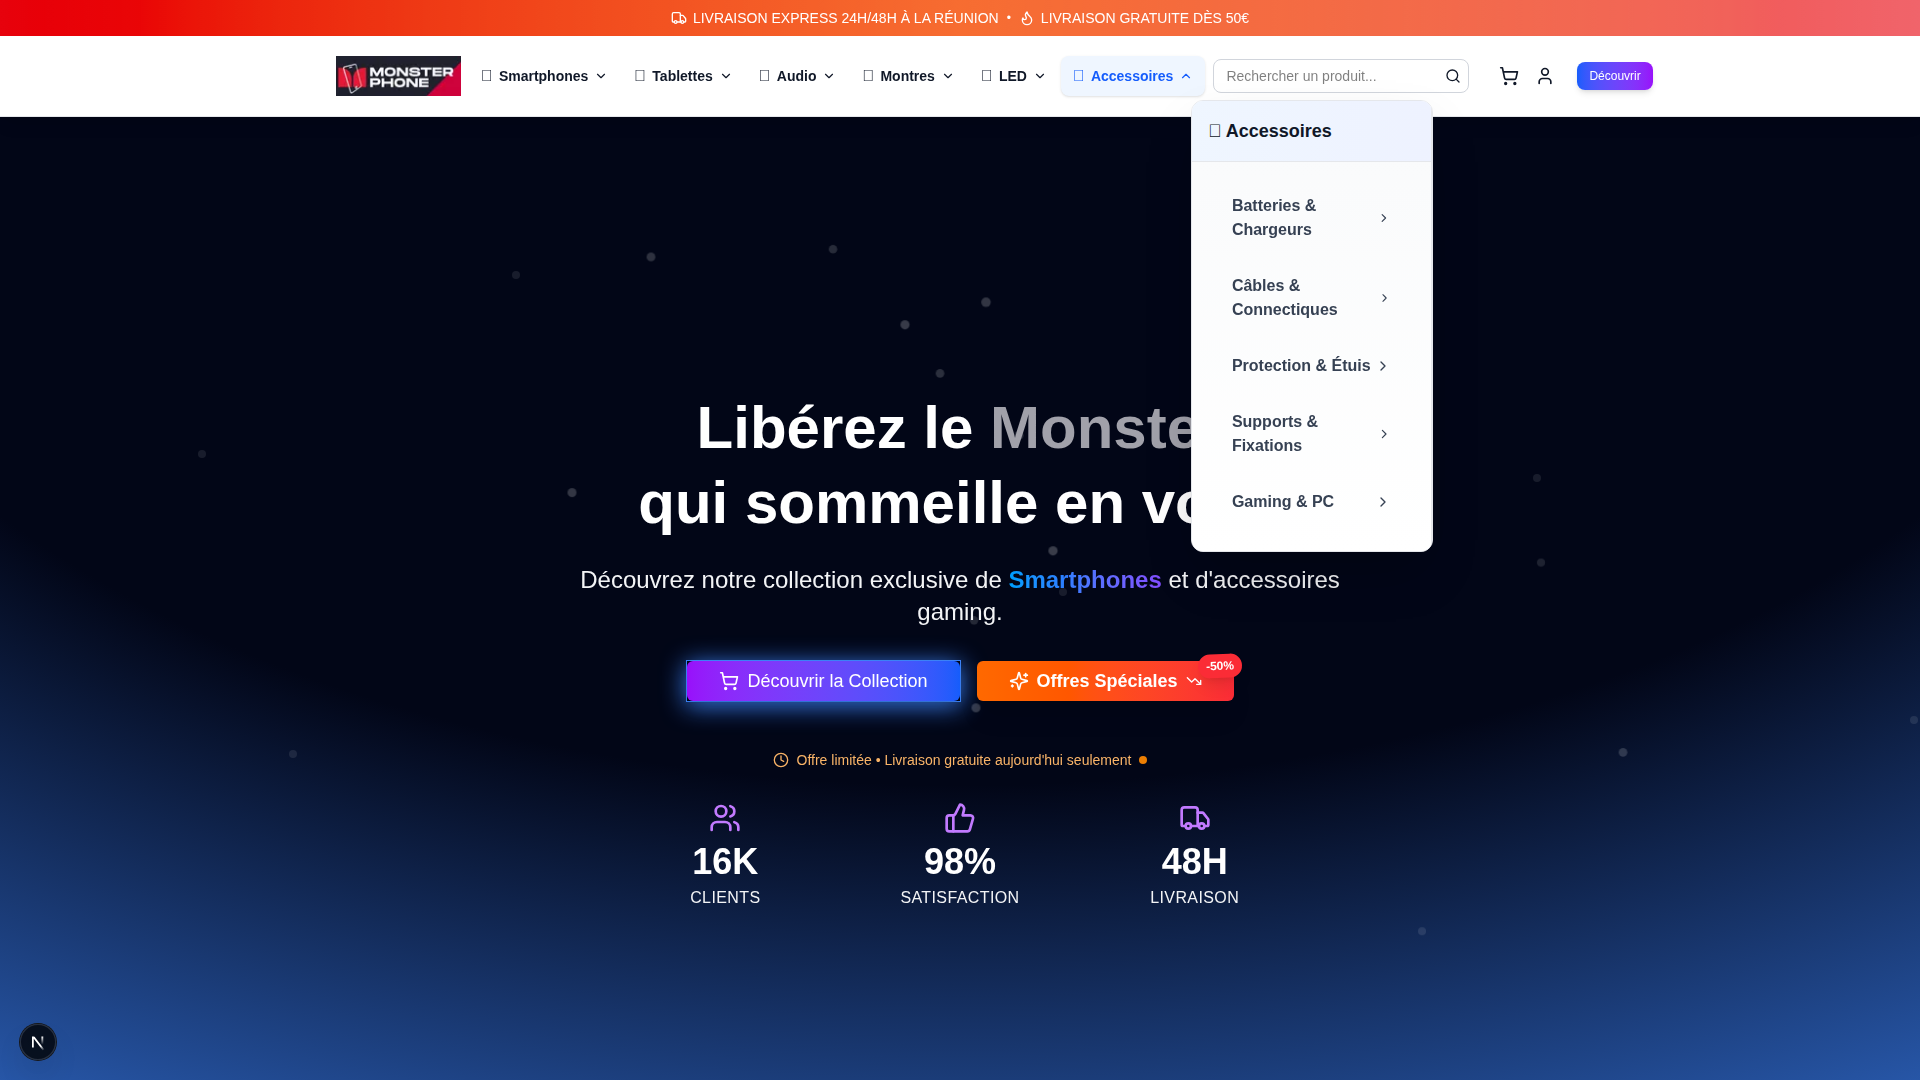 LIVRAISON EXPRESS 24H/48H À LA RÉUNION • LIVRAISON GRATUITE DÈS 50€
MONSTER
PHONE
Smartphones
Tablettes
Audio
Montres
LED
Accessoires
Rechercher un produit...
Découvrir
Accessoires
Batteries &
Chargeurs
Câbles &
Connectiques
Protection & Étuis
Supports &
Fixations
Gaming & PC
Libérez le Monste
qui sommeille en vo
Découvrez notre collection exclusive de Smartphones et d'accessoires
gaming.
Découvrir la Collection
Offres Spéciales
-50%
Offre limitée • Livraison gratuite aujourd'hui seulement
16K
CLIENTS
98%
SATISFACTION
48H
LIVRAISON
N